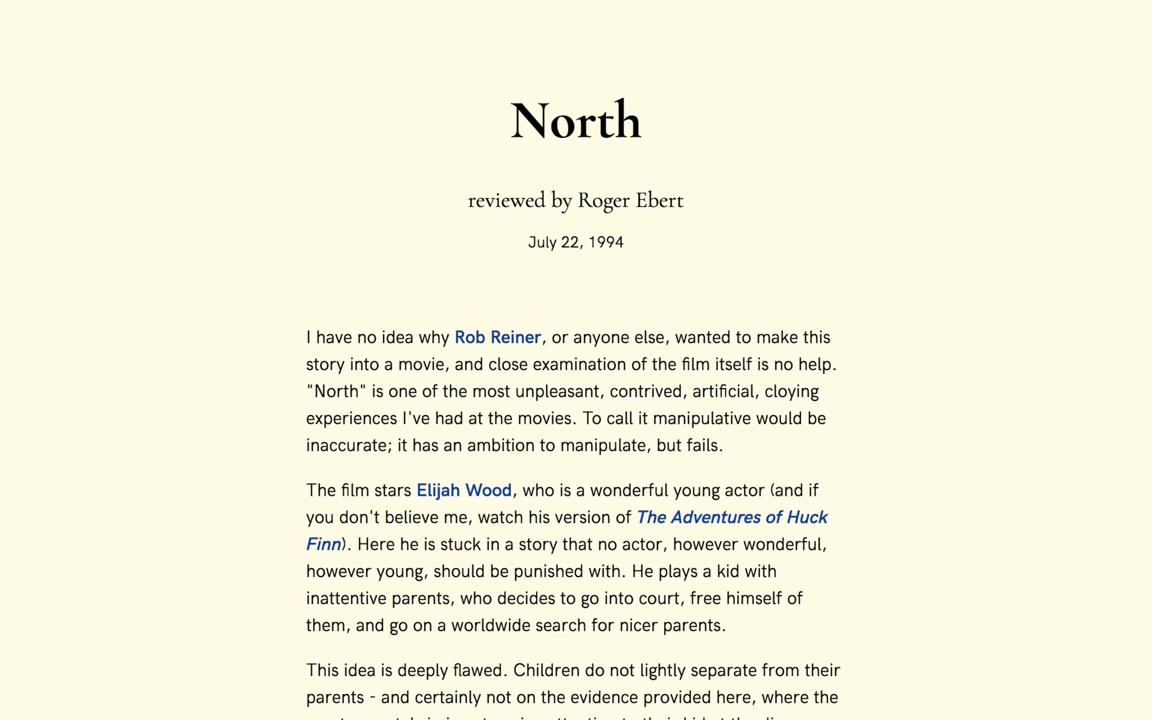 North
reviewed by Roger Ebert
July 22, 1994
I have no idea why Rob Reiner, or anyone else, wanted to make this
story into a movie, and close examination of the film itself is no help.
"North" is one of the most unpleasant, contrived, artificial, cloying
experiences I've had at the movies. To call it manipulative would be
inaccurate; it has an ambition to manipulate, but fails.
The film stars Elijah Wood, who is a wonderful young actor (and if
you don't believe me, watch his version of The Adventures of Huck
Finn). Here he is stuck in a story that no actor, however wonderful,
however young, should be punished with. He plays a kid with
inattentive parents, who decides to go into court, free himself of
them, and go on a worldwide search for nicer parents.
This idea is deeply flawed. Children do not lightly separate from their
parents - and certainly not on the evidence provided here, where the